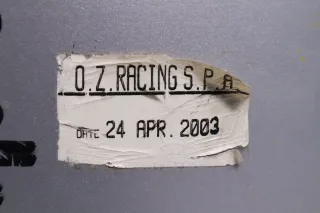 O.Z.RACING S.P.A
DATE 24 APR. 2003